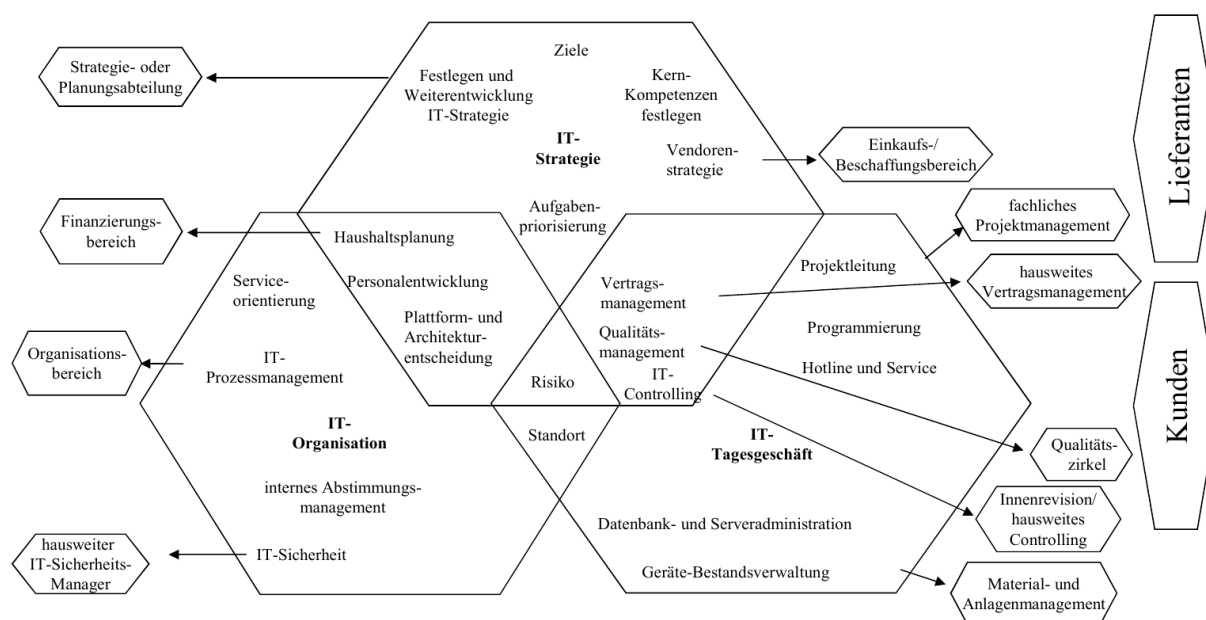 Strategie- oder
Planungsabteilung
Ziele
Festlegen und
Weiterentwicklung
IT-Strategie
Kern-
Kompetenzen
festlegen
IT-
Strategie
Vendoren-
strategie
Einkaufs-/
Beschaffungsbereich
Lieferanten
Finanzierungs-
bereich
Haushaltsplanung
Aufgaben-
priorisierung
fachliches
Projektmanagement
Service-
orientierung
Personalentwicklung
Vertrags-
management
Projektleitung
hausweites
Vertragsmanagement
Plattform- und
Architektur-
entscheidung
Qualitäts-
management
Programmierung
Organisations-
bereich
IT-
Prozessmanagement
Risiko
IT-
Controlling
Hotline und Service
Kunden
IT-
Organisation
Standort
IT-
Tagesgeschäft
Qualitäts-
zirkel
internes Abstimmungs-
management
Datenbank- und Serveradministration
Innenrevision/
hausweites
Controlling
hausweiter
IT-Sicherheits-
Manager
IT-Sicherheit
Geräte-Bestandsverwaltung
Material- und
Anlagenmanagement